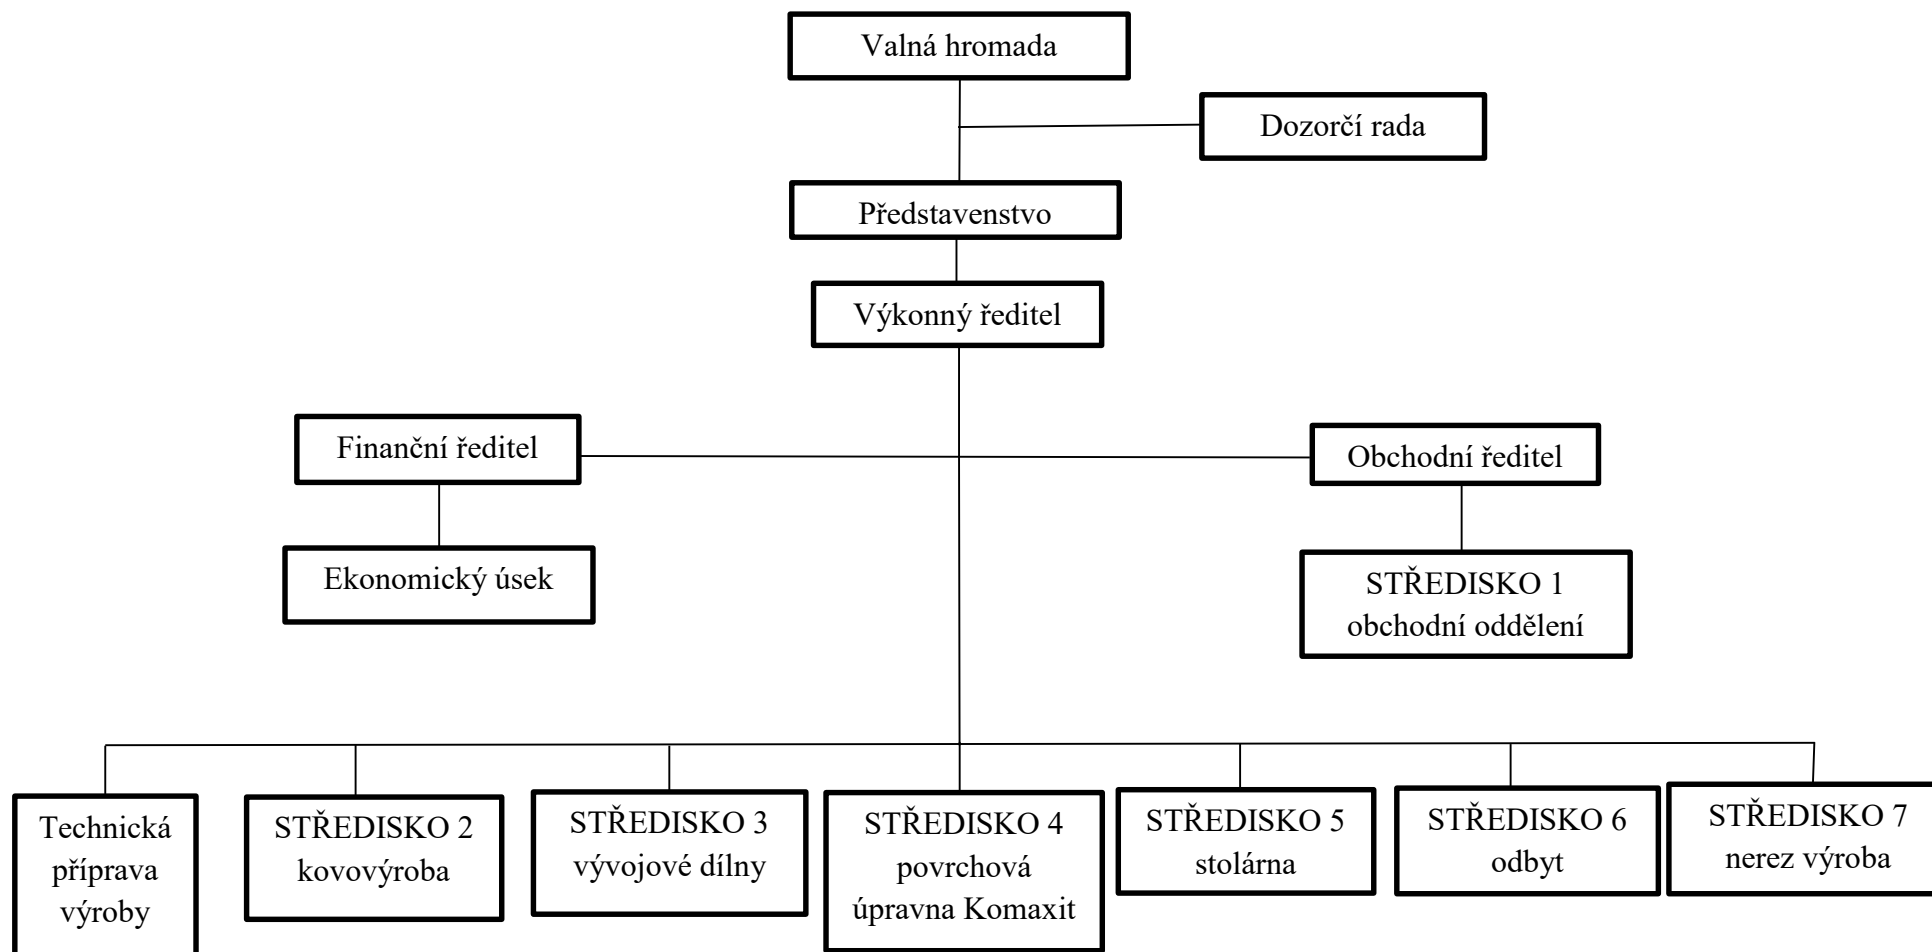 Valná hromada
Dozorčí rada
Představenstvo
Výkonný ředitel
Finanční ředitel
Obchodní ředitel
Ekonomický úsek
STŘEDISKO 1
obchodní oddělení
Technická
příprava
výroby
STŘEDISKO 2
kovovýroba
STŘEDISKO 3
vývojové dílny
STŘEDISKO 4
povrchová
úpravna Komaxit
STŘEDISKO 5
stolárna
STŘEDISKO 6
odbyt
STŘEDISKO 7
nerez výroba